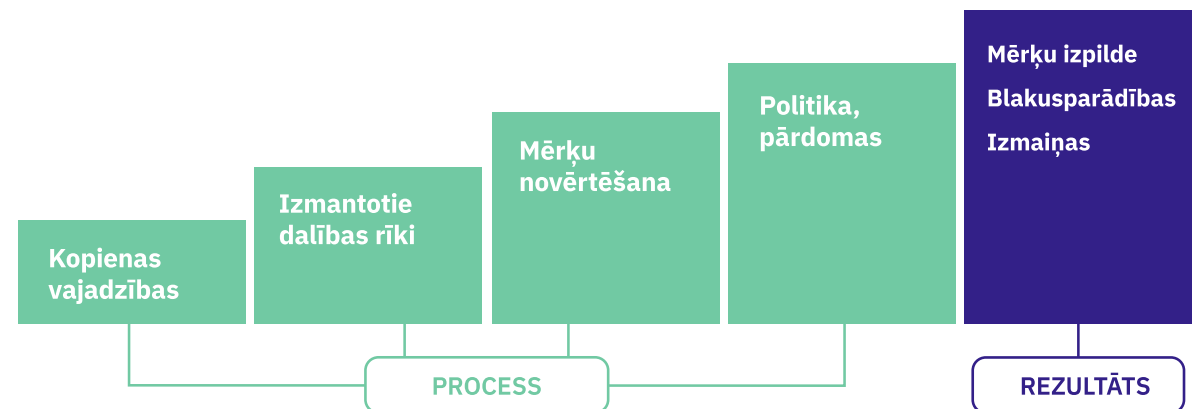 Kopienas
vajadzības
Izmantotie
dalības rīki
Mērķu
novērtēšana
Politika,
pārdomas
Mērķu izpilde
Blakusparādības
Izmaiņas
PROCESS
REZULTĀTS